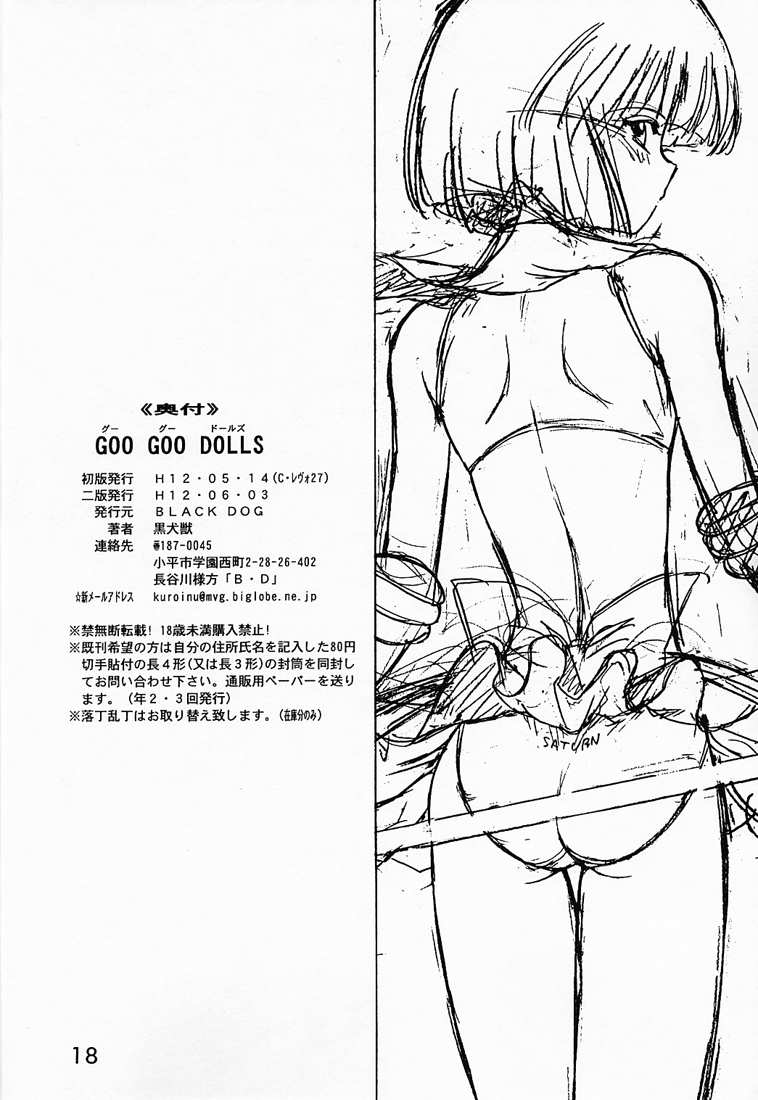 《奥付》
グー グー ドールズ
GOO GOO DOLLS
初版発行 H12・05・14(C・レヴォ27)
二版発行 H12・06・03
発行元 BLACK DOG
著者 黒犬獣
連絡先 〠187-0045
小平市学園西町2-28-26-402
長谷川様方「B・D」
☆新メールアドレス kuroinu@mvg.biglobe.ne.jp
※禁無断転載! 18歳未満購入禁止!
※既刊希望の方は自分の住所氏名を記入した80円
切手貼付の長4形(又は長3形)の封筒を同封し
てお問い合わせ下さい。通販用ペーパーを送り
ます。(年2・3回発行)
※落丁乱丁はお取り替え致します。(在庫分のみ)
SATURN
18